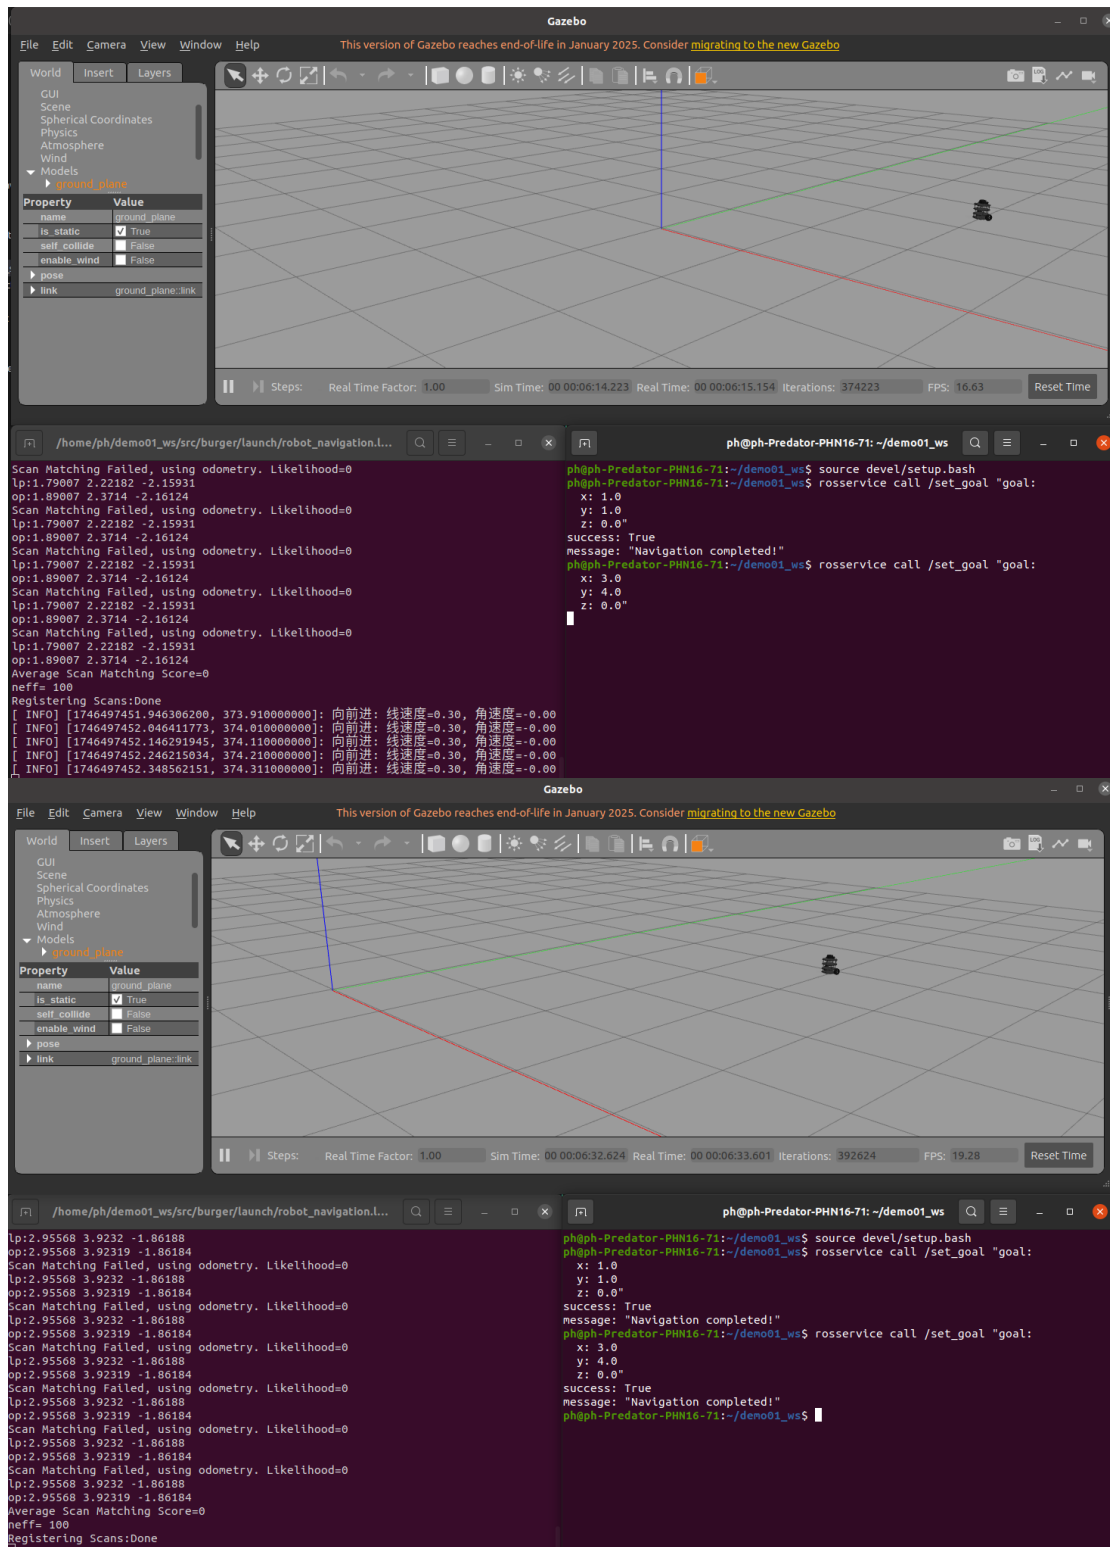 Gazebo
File Edit Camera View Window Help This version of Gazebo reaches end-of-life in January 2025. Consider migrating to the new Gazebo
World Insert Layers
GUI
Scene
Spherical Coordinates
Physics
Atmosphere
Wind
Models
ground_plane
Property Value
name ground_plane
is_static True
self_collide False
enable_wind False
pose
link ground_plane::link
Steps: Real Time Factor: 1.00 Sim Time: 00 00:06:14.223 Real Time: 00 00:06:15.154 Iterations: 374223 FPS: 16.63 Reset Time
/home/ph/demo01_ws/src/burger/launch/robot_navigation.l...
Scan Matching Failed, using odometry. Likelihood=0
lp:1.79007 2.22182 -2.15931
op:1.89007 2.3714 -2.16124
Scan Matching Failed, using odometry. Likelihood=0
lp:1.79007 2.22182 -2.15931
op:1.89007 2.3714 -2.16124
Scan Matching Failed, using odometry. Likelihood=0
lp:1.79007 2.22182 -2.15931
op:1.89007 2.3714 -2.16124
Scan Matching Failed, using odometry. Likelihood=0
lp:1.79007 2.22182 -2.15931
op:1.89007 2.3714 -2.16124
Scan Matching Failed, using odometry. Likelihood=0
lp:1.79007 2.22182 -2.15931
op:1.89007 2.3714 -2.16124
Average Scan Matching Score=0
neff= 100
Registering Scans:Done
[ INFO] [1746497451.946306200, 373.910000000]: 向前进: 线速度=0.30, 角速度=-0.00
[ INFO] [1746497452.046411773, 374.010000000]: 向前进: 线速度=0.30, 角速度=-0.00
[ INFO] [1746497452.146291945, 374.110000000]: 向前进: 线速度=0.30, 角速度=-0.00
[ INFO] [1746497452.246215034, 374.210000000]: 向前进: 线速度=0.30, 角速度=-0.00
[ INFO] [1746497452.348562151, 374.311000000]: 向前进: 线速度=0.30, 角速度=-0.00
ph@ph-Predator-PHN16-71: ~/demo01_ws
ph@ph-Predator-PHN16-71:~/demo01_ws$ source devel/setup.bash
ph@ph-Predator-PHN16-71:~/demo01_ws$ rosservice call /set_goal "goal:
x: 1.0
y: 1.0
z: 0.0"
success: True
message: "Navigation completed!"
ph@ph-Predator-PHN16-71:~/demo01_ws$ rosservice call /set_goal "goal:
x: 3.0
y: 4.0
z: 0.0"
Gazebo
File Edit Camera View Window Help This version of Gazebo reaches end-of-life in January 2025. Consider migrating to the new Gazebo
World Insert Layers
GUI
Scene
Spherical Coordinates
Physics
Atmosphere
Wind
Models
ground_plane
Property Value
name ground_plane
is_static True
self_collide False
enable_wind False
pose
link ground_plane::link
Steps: Real Time Factor: 1.00 Sim Time: 00 00:06:32.624 Real Time: 00 00:06:33.601 Iterations: 392624 FPS: 19.28 Reset Time
/home/ph/demo01_ws/src/burger/launch/robot_navigation.l...
lp:2.95568 3.9232 -1.86188
op:2.95568 3.92319 -1.86184
Scan Matching Failed, using odometry. Likelihood=0
lp:2.95568 3.9232 -1.86188
op:2.95568 3.92319 -1.86184
Scan Matching Failed, using odometry. Likelihood=0
lp:2.95568 3.9232 -1.86188
op:2.95568 3.92319 -1.86184
Scan Matching Failed, using odometry. Likelihood=0
lp:2.95568 3.9232 -1.86188
op:2.95568 3.92319 -1.86184
Scan Matching Failed, using odometry. Likelihood=0
lp:2.95568 3.9232 -1.86188
op:2.95568 3.92319 -1.86184
Scan Matching Failed, using odometry. Likelihood=0
lp:2.95568 3.9232 -1.86188
op:2.95568 3.92319 -1.86184
Scan Matching Failed, using odometry. Likelihood=0
lp:2.95568 3.9232 -1.86188
op:2.95568 3.92319 -1.86184
Average Scan Matching Score=0
neff= 100
Registering Scans:Done
ph@ph-Predator-PHN16-71: ~/demo01_ws
ph@ph-Predator-PHN16-71:~/demo01_ws$ source devel/setup.bash
ph@ph-Predator-PHN16-71:~/demo01_ws$ rosservice call /set_goal "goal:
x: 1.0
y: 1.0
z: 0.0"
success: True
message: "Navigation completed!"
ph@ph-Predator-PHN16-71:~/demo01_ws$ rosservice call /set_goal "goal:
x: 3.0
y: 4.0
z: 0.0"
success: True
message: "Navigation completed!"
ph@ph-Predator-PHN16-71:~/demo01_ws$